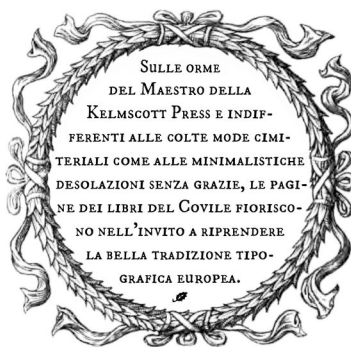 Sulle orme
del Maestro della
Kelmscott Press e indif-
ferenti alle colte mode cimi-
teriali come alle minimalistiche
desolazioni senza grazie, le pagi-
ne dei libri del Covile fiorisco-
no nell'invito a riprendere
la bella tradizione tipo-
grafica europea.